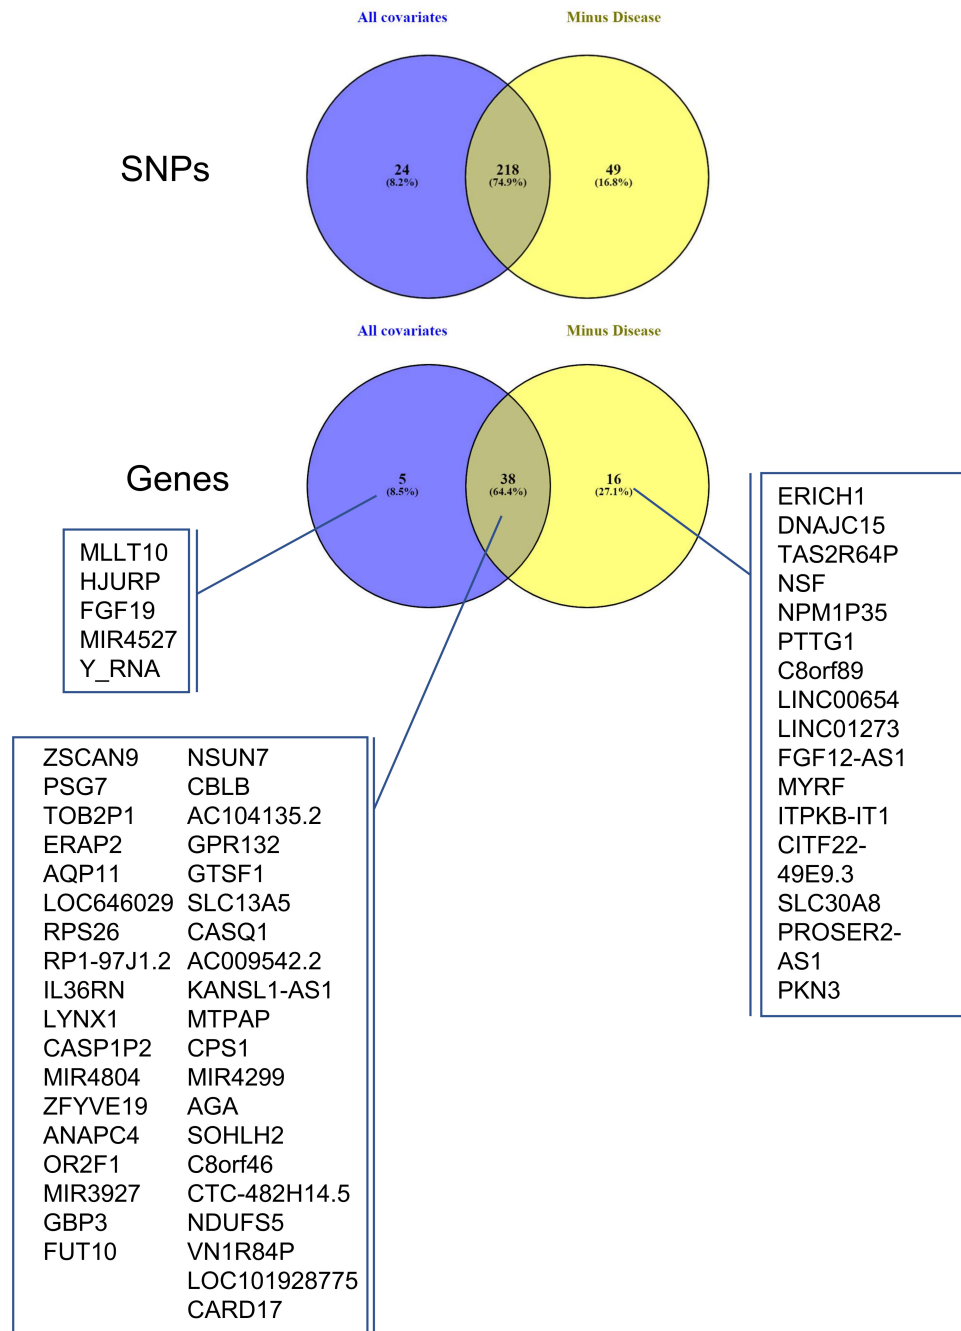 All covariates
Minus Disease
SNPs
24
(8.2%)
218
(74.9%)
49
(16.8%)
All covariates
Minus Disease
Genes
5
(8.5%)
38
(64.4%)
16
(27.1%)
MLLT10
HJURP
FGF19
MIR4527
Y_RNA
ERICH1
DNAJC15
TAS2R64P
NSF
NPM1P35
PTTG1
C8orf89
LINC00654
LINC01273
FGF12-AS1
MYRF
ITPKB-IT1
CITF22-
49E9.3
SLC30A8
PROSER2-
AS1
PKN3
ZSCAN9
PSG7
TOB2P1
ERAP2
AQP11
LOC646029
RPS26
RP1-97J1.2
IL36RN
LYNX1
CASP1P2
MIR4804
ZFYVE19
ANAPC4
OR2F1
MIR3927
GBP3
FUT10
NSUN7
CBLB
AC104135.2
GPR132
GTSF1
SLC13A5
CASQ1
AC009542.2
KANSL1-AS1
MTPAP
CPS1
MIR4299
AGA
SOHLH2
C8orf46
CTC-482H14.5
NDUFS5
VN1R84P
LOC101928775
CARD17